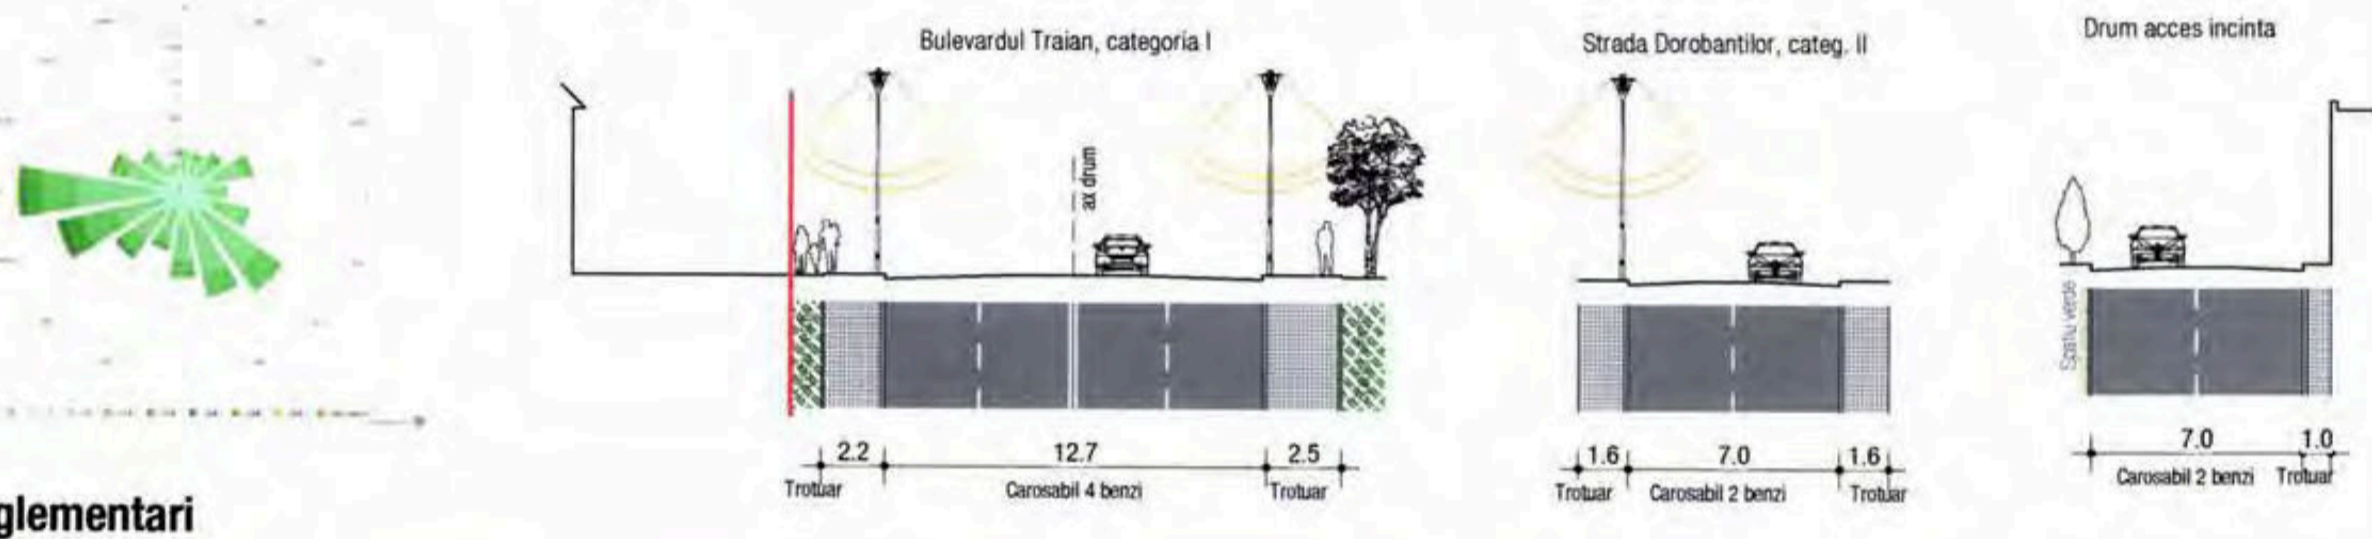 Bulevardul Traian, categoria I
ax drum
2.2 12.7 2.5
Trotuar Carosabil 4 benzi Trotuar
Strada Dorobantilor, categ. II
1.6 7.0 1.6
Trotuar Carosabil 2 benzi Trotuar
Drum acces incinta
Spatiu verde
7.0 1.0
Carosabil 2 benzi Trotuar
glementari